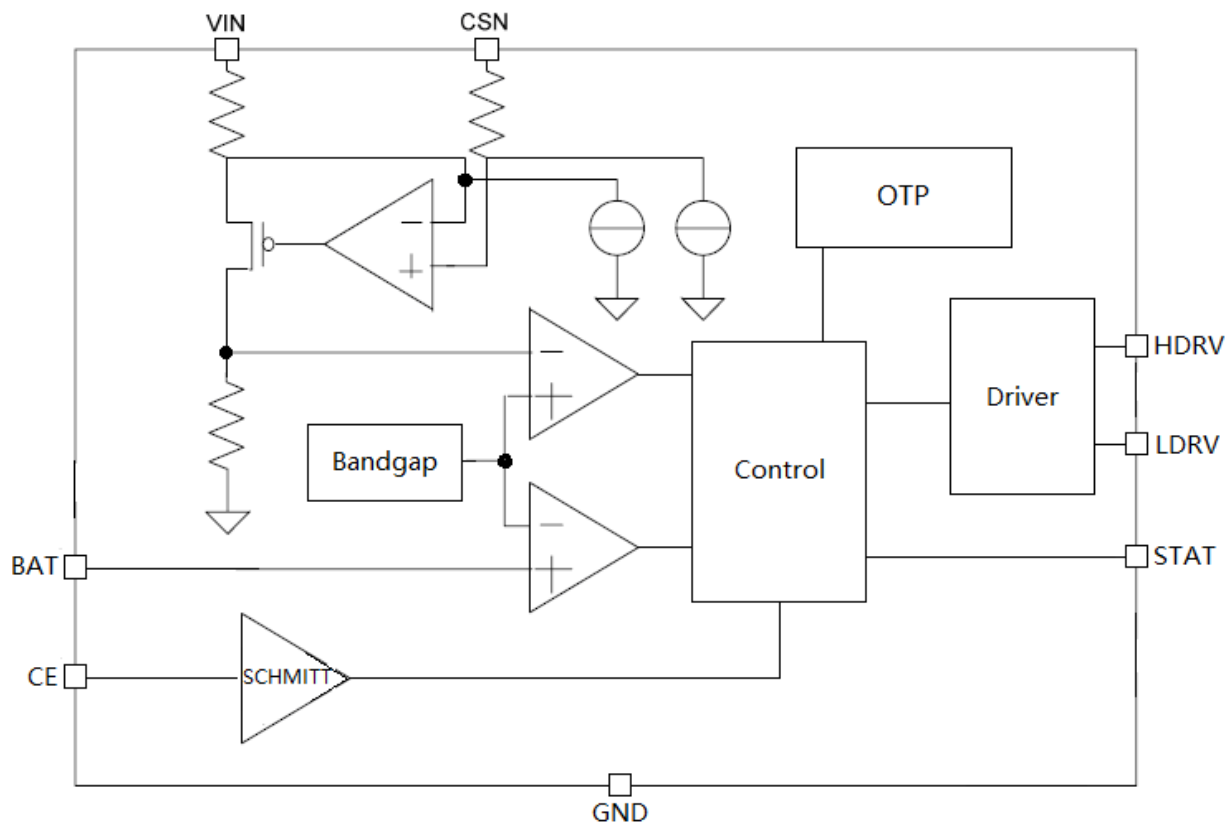 VIN
CSN
OTP
HDRV
Driver
LDRV
Bandgap
Control
STAT
BAT
CE
SCHMITT
GND